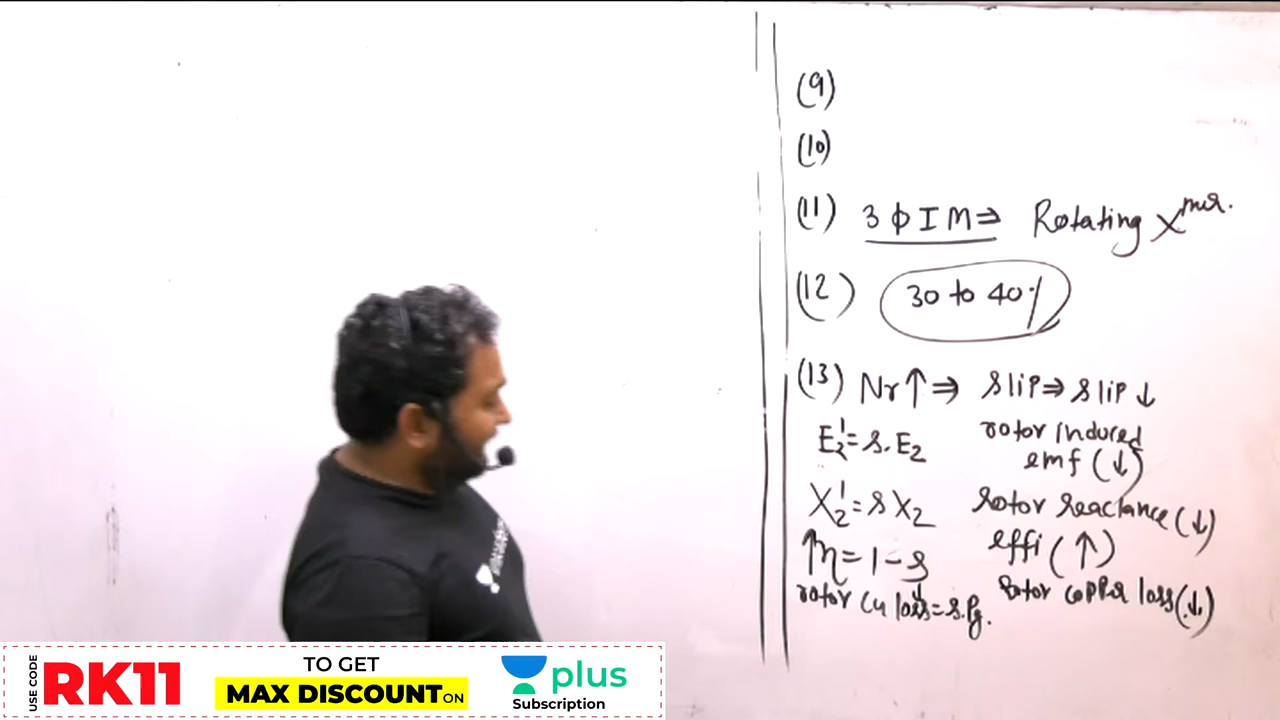 (9)
(10)
(11) 3 ϕ I M ⇒ Rotating Xmer.
(12) 30 to 40%
(13) Nr ↑ ⇒ slip ⇒ slip ↓
E₂' = s.E₂ rotor induced
emf (↓)
X₂' = s X₂ rotor reactance (↓)
↑η = 1 - s↓ effi (↑)
rotor cu loss = s.Pg. rotor copper loss (↓)
USE CODE
RK11
TO GET
MAX DISCOUNT ON
plus
Subscription